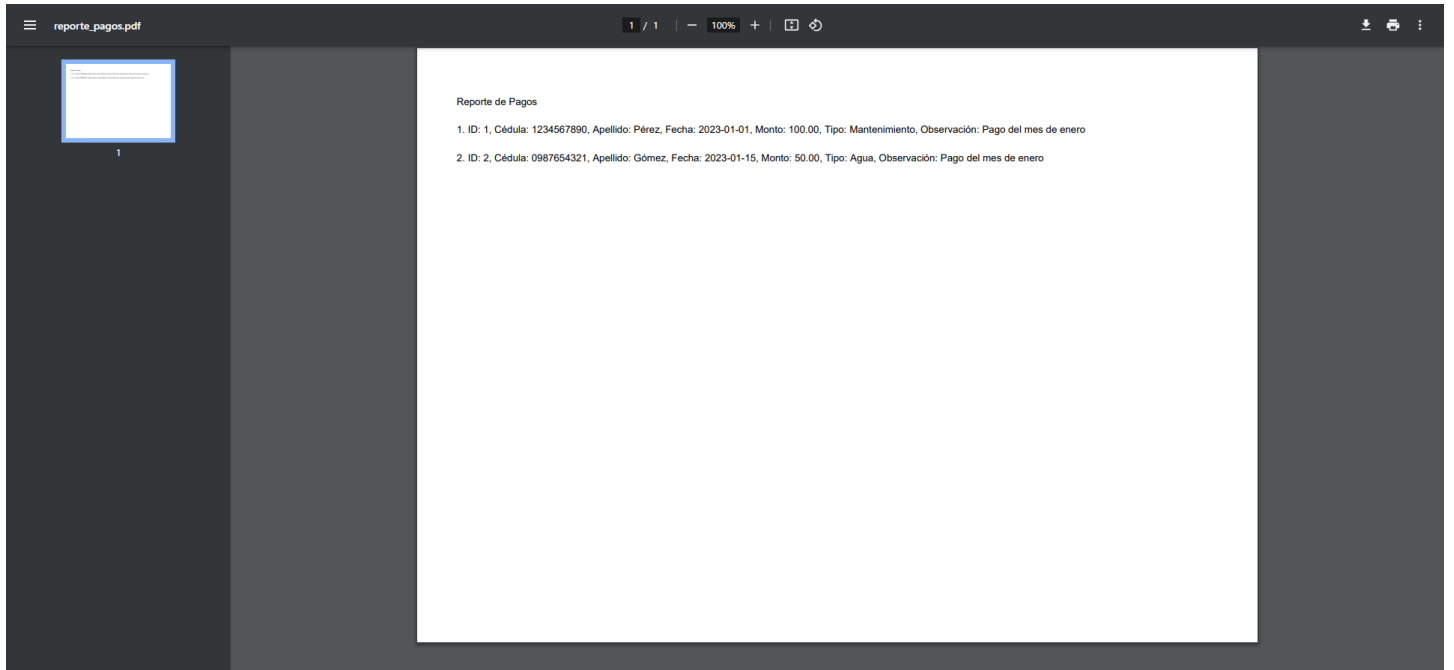 reporte_pagos.pdf
1 / 1
100%
1
Reporte de Pagos
1. ID: 1, Cédula: 1234567890, Apellido: Pérez, Fecha: 2023-01-01, Monto: 100.00, Tipo: Mantenimiento, Observación: Pago del mes de enero
2. ID: 2, Cédula: 0987654321, Apellido: Gómez, Fecha: 2023-01-15, Monto: 50.00, Tipo: Agua, Observación: Pago del mes de enero